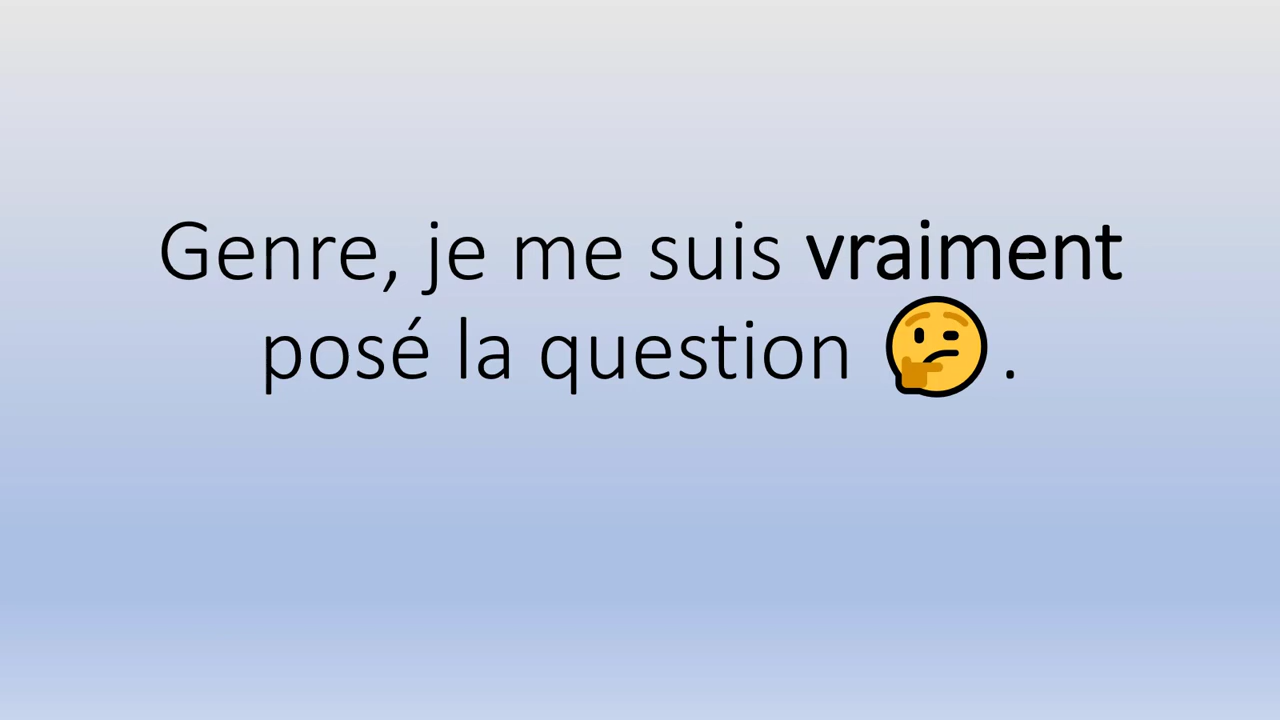 Genre, je me suis vraiment
posé la question 🤔.